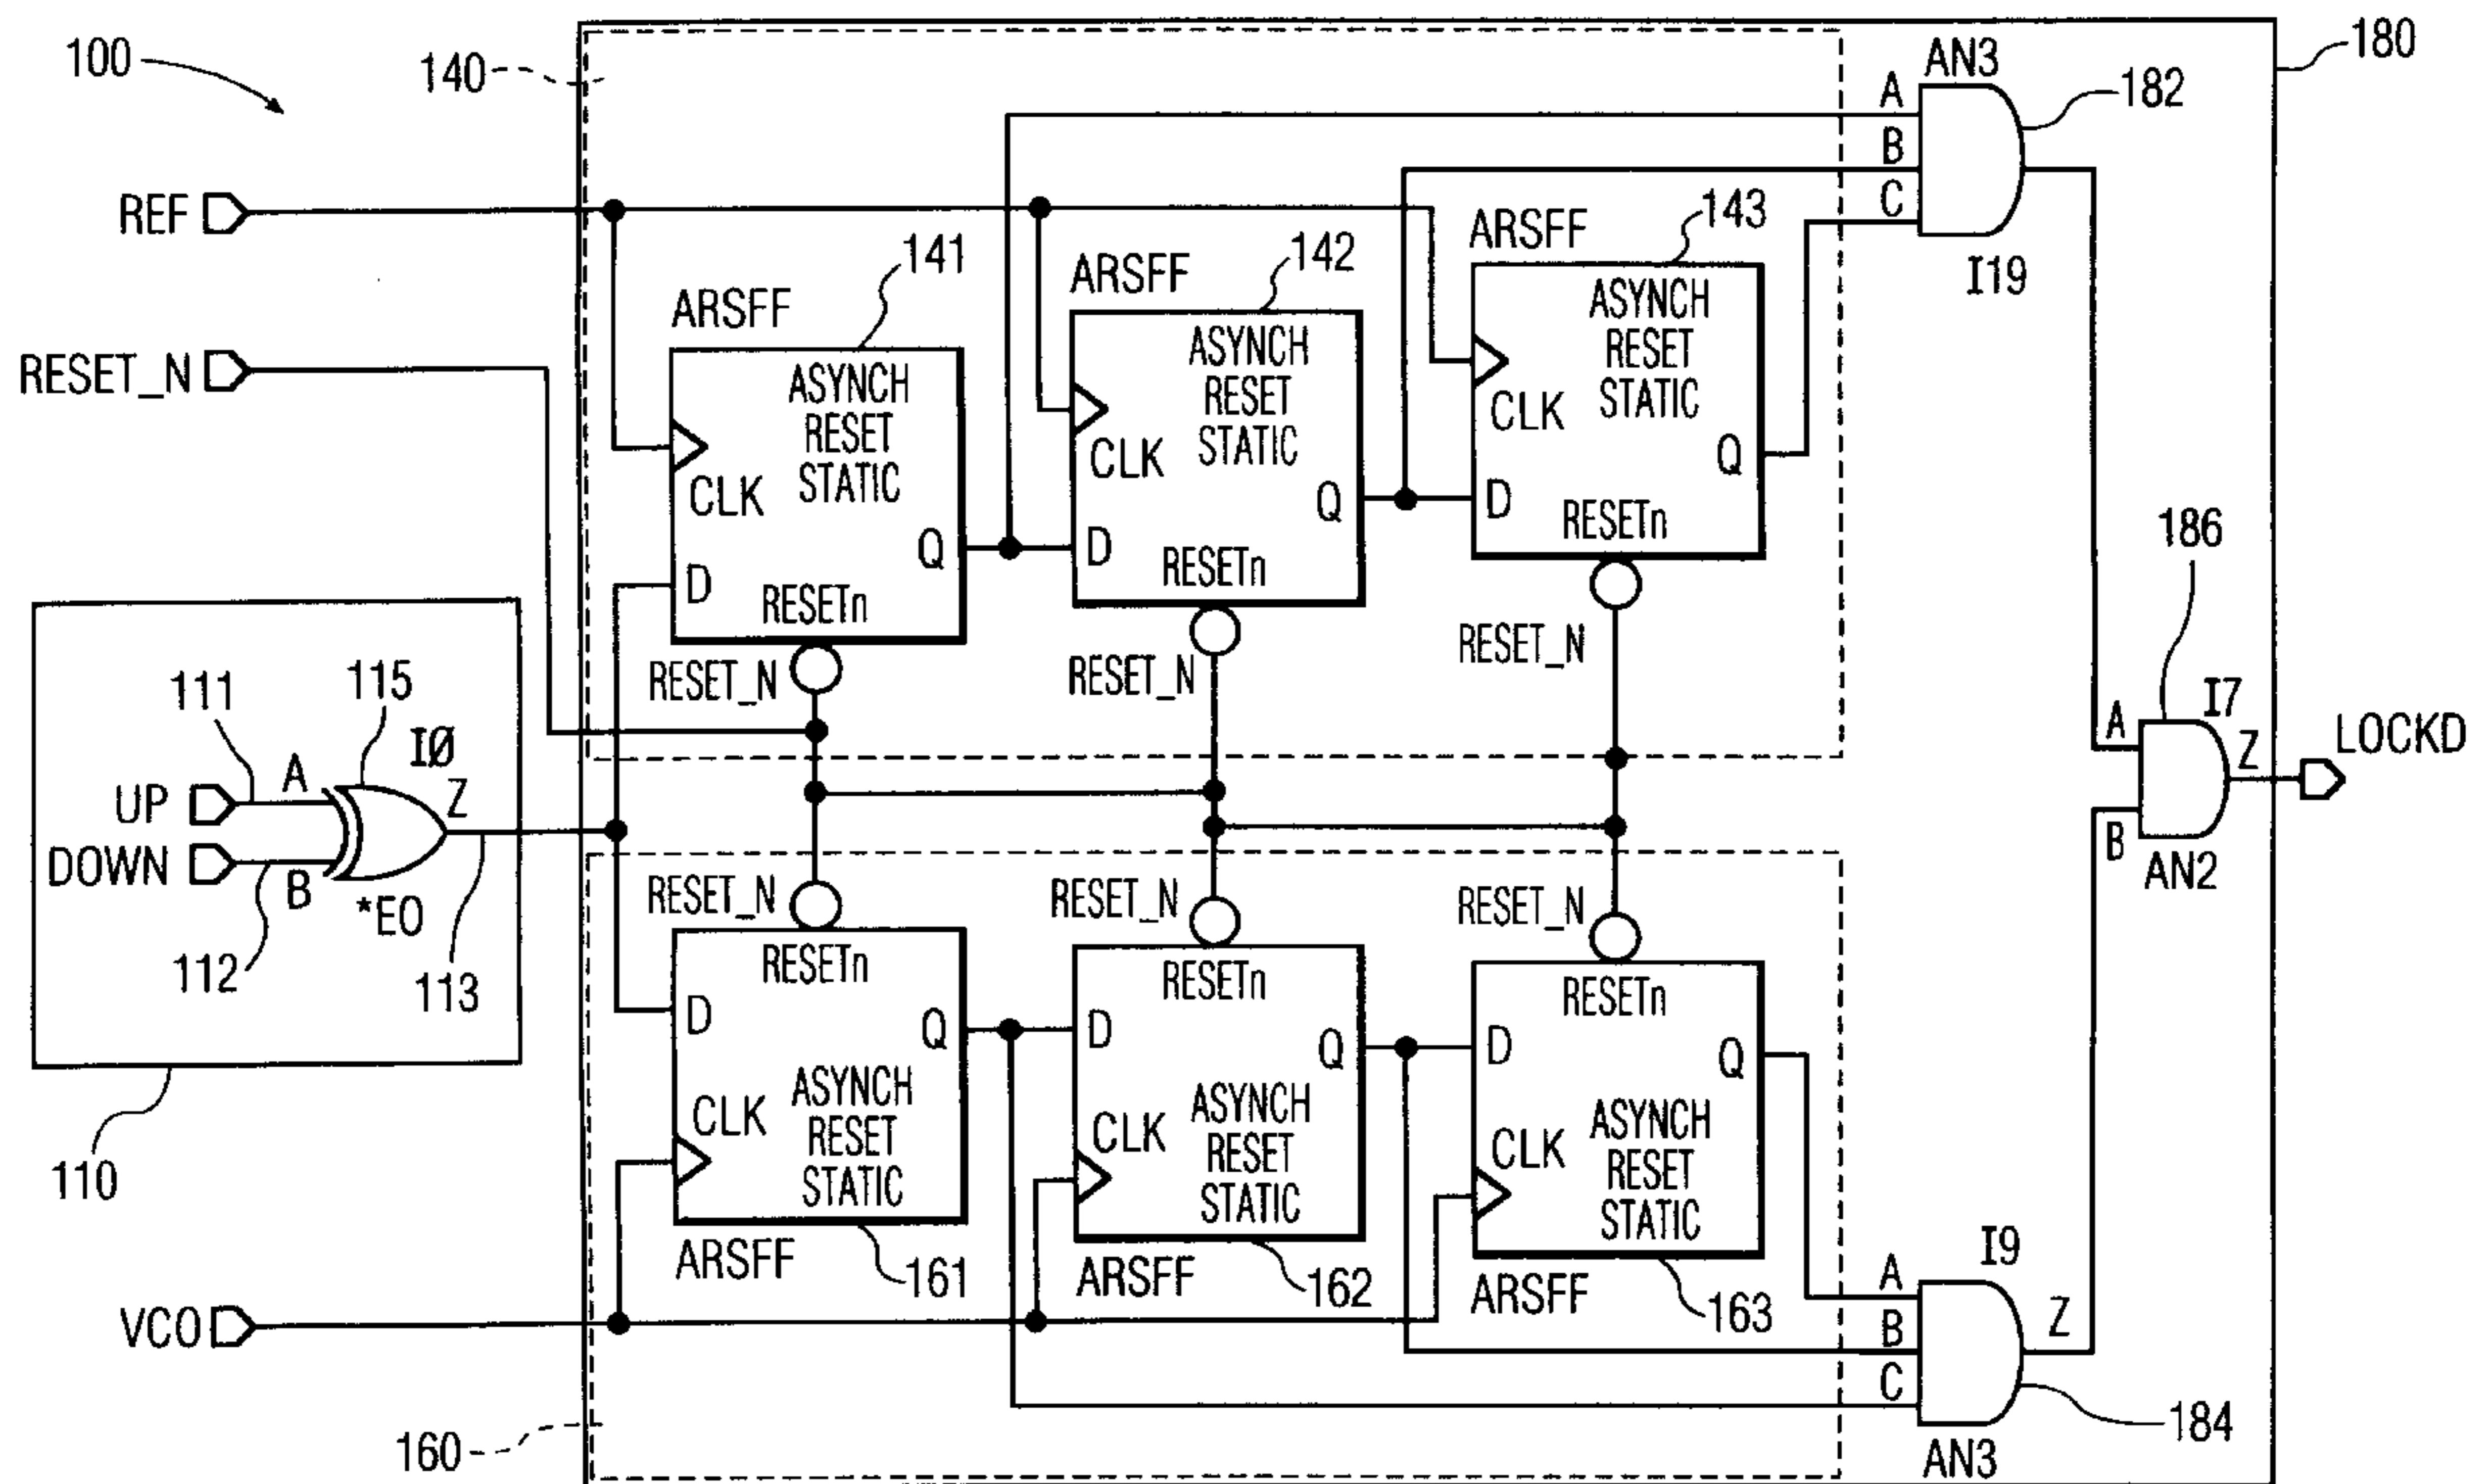 100
140
180
AN3
A
B
C
182
I19
REF
RESET_N
ARSFF
141
ASYNCH
RESET
STATIC
CLK
D
Q
RESETn
RESET_N
ARSFF
142
ASYNCH
RESET
STATIC
CLK
D
Q
RESETn
RESET_N
ARSFF
143
ASYNCH
RESET
STATIC
CLK
D
Q
RESETn
RESET_N
186
I7
A
B
Z
AN2
LOCKD
111
115
IØ
UP
A
Z
DOWN
B
*EO
112
113
110
RESET_N
RESETn
D
Q
CLK
ASYNCH
RESET
STATIC
ARSFF
161
RESET_N
RESETn
D
Q
CLK
ASYNCH
RESET
STATIC
ARSFF
162
RESET_N
RESETn
D
Q
CLK
ASYNCH
RESET
STATIC
ARSFF
163
VCO
160
I9
A
B
C
Z
184
AN3